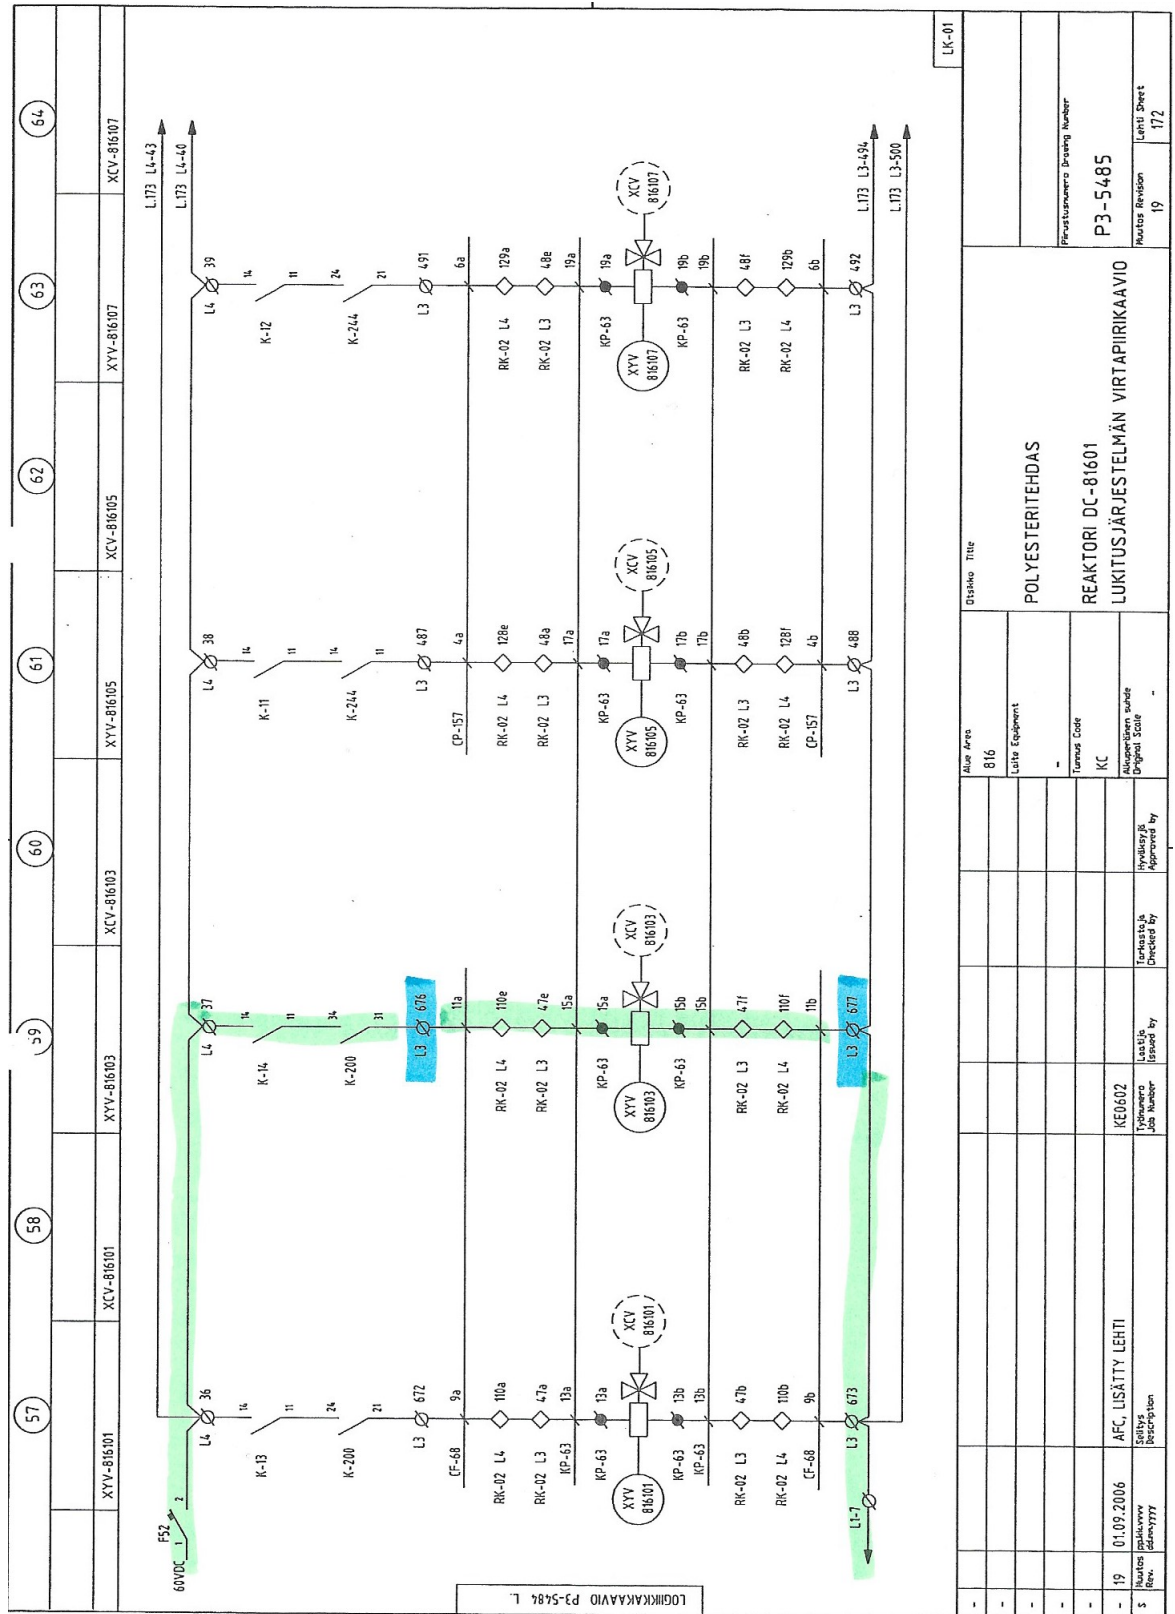 57
58
59
60
61
62
63
64
XYV-816101
XCV-816101
XYV-816103
XCV-816103
XYV-816105
XCV-816105
XYV-816107
XCV-816107
L.173 L4-43
L.173 L4-40
60VDC
F52
1
2
L4 36
14
K-13
11
24
K-200
21
L3 672
CF-68 9a
RK-02 L4 110a
RK-02 L3 47a
KP-63 13a
KP-63 13a
XYV
816101
XCV
816101
KP-63 13b
KP-63 13b
RK-02 L3 47b
RK-02 L4 110b
CF-68 9b
L3 673
L1-7
L4 37
14
K-14
11
34
K-200
31
L3 676
11a
RK-02 L4 110e
RK-02 L3 47e
15a
KP-63 15a
XYV
816103
XCV
816103
KP-63 15b
15b
RK-02 L3 47f
RK-02 L4 110f
11b
L3 677
L4 38
14
K-11
11
14
K-244
11
L3 487
CP-157 4a
RK-02 L4 128e
RK-02 L3 48a
17a
KP-63 17a
XYV
816105
XCV
816105
KP-63 17b
17b
RK-02 L3 48b
RK-02 L4 128f
CP-157 4b
L3 488
L4 39
14
K-12
11
24
K-244
21
L3 491
6a
RK-02 L4 129a
RK-02 L3 48e
19a
KP-63 19a
XYV
816107
XCV
816107
KP-63 19b
19b
RK-02 L3 48f
RK-02 L4 129b
6b
L3 492
L.173 L3-494
L.173 L3-500
LOGIIKKAKAAVIO P3-5484 L.
LK-01
19 01.09.2006 AFC, LISÄTTY LEHTI KE0602
S Muutos Rev. pp.kk.vvvv dd.mm.yyyy Selitys Description Työnumero Job Number Laatija Issued by Tarkastaja Checked by Hyväksyjä Approved by
Alue Area
816
Laite Equipment
-
Tunnus Code
KC
Alkuperäinen suhde
Original Scale
-
Otsikko Title
POLYESTERITEHDAS
REAKTORI DC-81601
LUKITUSJÄRJESTELMÄN VIRTAPIIRIKAAVIO
Piirustusnumero Drawing Number
P3-5485
Muutos Revision
19
Lehti Sheet
172